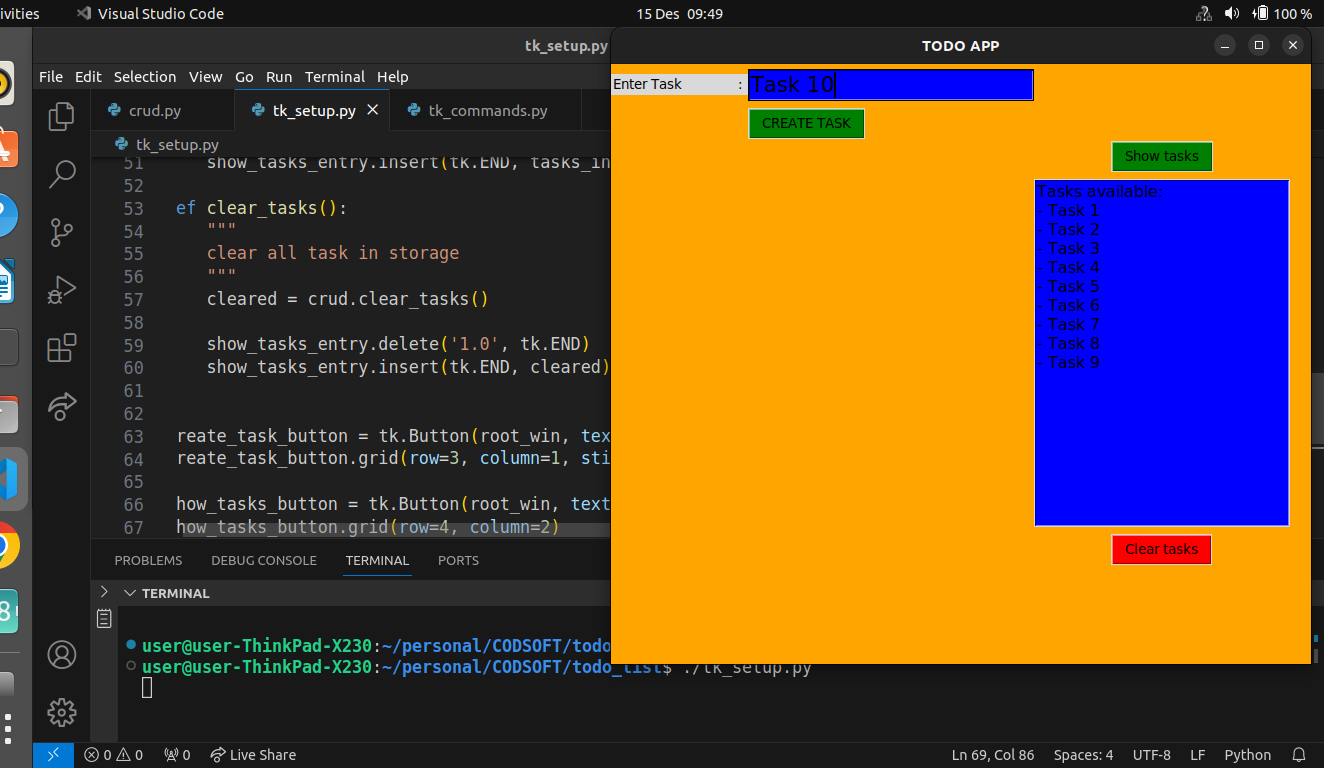 ivities
Visual Studio Code
15 Des 09:49
100 %
tk_setup.py
File Edit Selection View Go Run Terminal Help
crud.py
tk_setup.py
tk_commands.py
tk_setup.py
51 show_tasks_entry.insert(tk.END, tasks_in
52
53 ef clear_tasks():
54 """
55 clear all task in storage
56 """
57 cleared = crud.clear_tasks()
58
59 show_tasks_entry.delete('1.0', tk.END)
60 show_tasks_entry.insert(tk.END, cleared)
61
62
63 reate_task_button = tk.Button(root_win, tex
64 reate_task_button.grid(row=3, column=1, sti
65
66 how_tasks_button = tk.Button(root_win, text
67 how_tasks_button.grid(row=4, column=2)
PROBLEMS DEBUG CONSOLE TERMINAL PORTS
TERMINAL
user@user-ThinkPad-X230:~/personal/CODSOFT/todo
user@user-ThinkPad-X230:~/personal/CODSOFT/todo_list$ ./tk_setup.py
0 0 0 Live Share
Ln 69, Col 86 Spaces: 4 UTF-8 LF Python
TODO APP
Enter Task :
Task 10
CREATE TASK
Show tasks
Tasks available:
- Task 1
- Task 2
- Task 3
- Task 4
- Task 5
- Task 6
- Task 7
- Task 8
- Task 9
Clear tasks